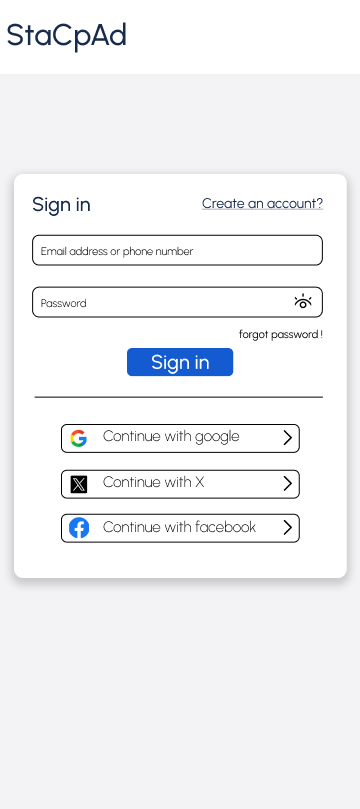 StaCpAd
Sign in
Create an account?
Email address or phone number
Password
forgot password !
Sign in
Continue with google
Continue with X
Continue with facebook